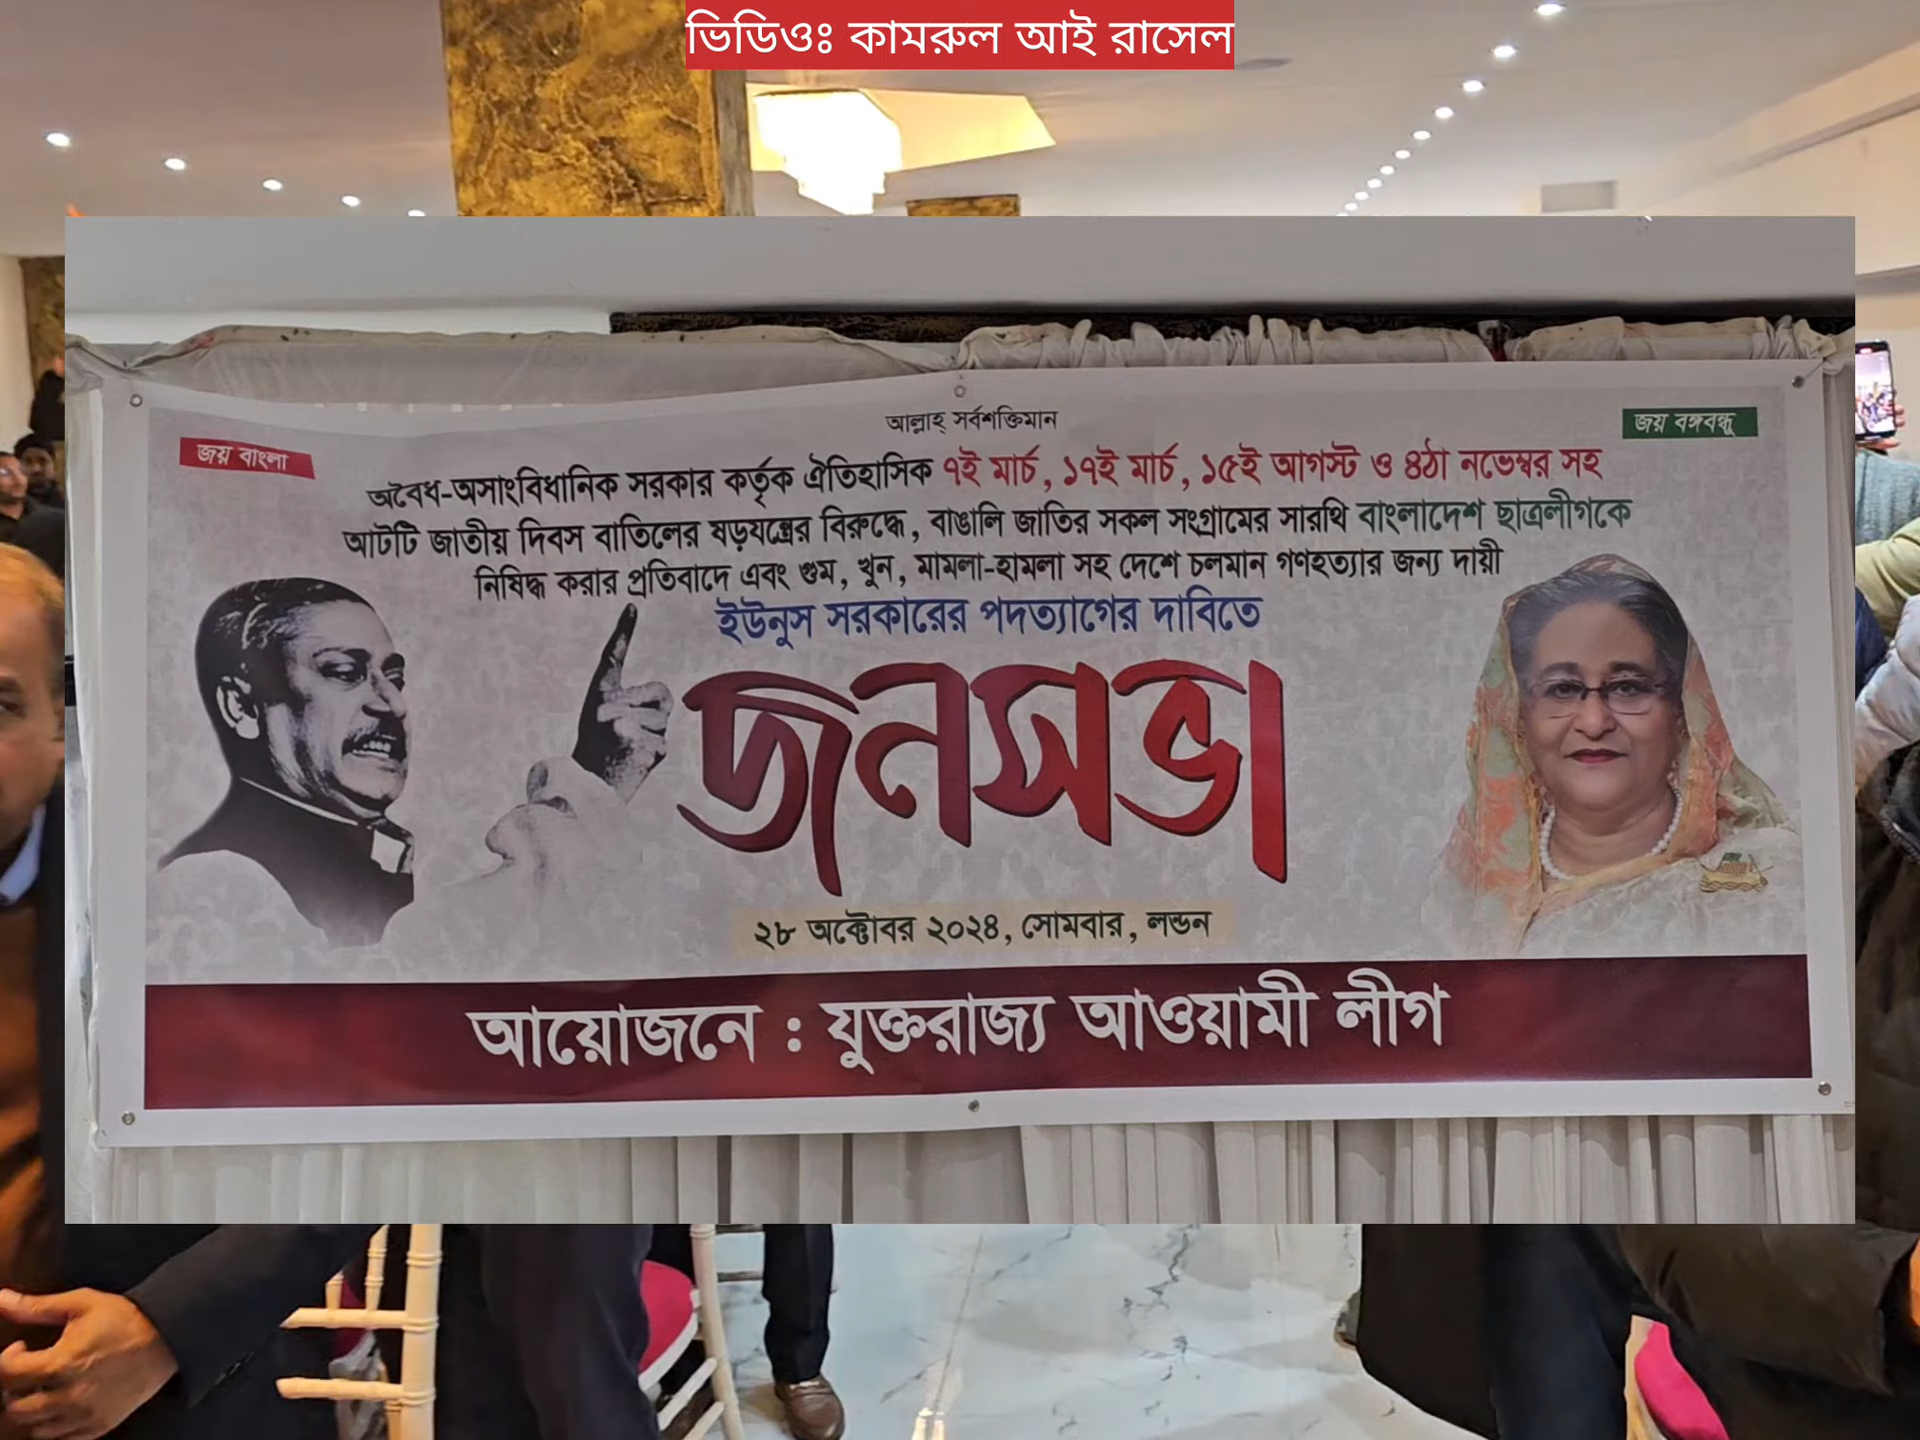 ভিডিওঃ কামরুল আই রাসেল
আল্লাহ্ সর্বশক্তিমান
জয় বাংলা
জয় বঙ্গবন্ধু
অবৈধ-অসাংবিধানিক সরকার কর্তৃক ঐতিহাসিক ৭ই মার্চ, ১৭ই মার্চ, ১৫ই আগস্ট ও ৪ঠা নভেম্বর সহ
আটটি জাতীয় দিবস বাতিলের ষড়যন্ত্রের বিরুদ্ধে, বাঙালি জাতির সকল সংগ্রামের সারথি বাংলাদেশ ছাত্রলীগকে
নিষিদ্ধ করার প্রতিবাদে এবং গুম, খুন, মামলা-হামলা সহ দেশে চলমান গণহত্যার জন্য দায়ী
ইউনুস সরকারের পদত্যাগের দাবিতে
জনসভা
২৮ অক্টোবর ২০২৪, সোমবার, লন্ডন
আয়োজনে : যুক্তরাজ্য আওয়ামী লীগ